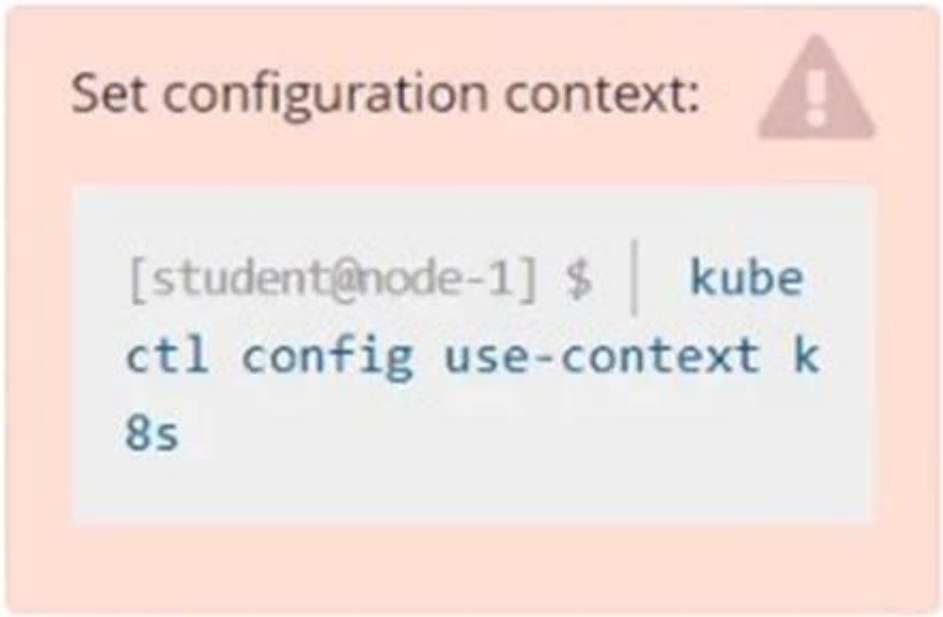 Set configuration context:
[student@node-1] $ | kube
ctl config use-context k
8s